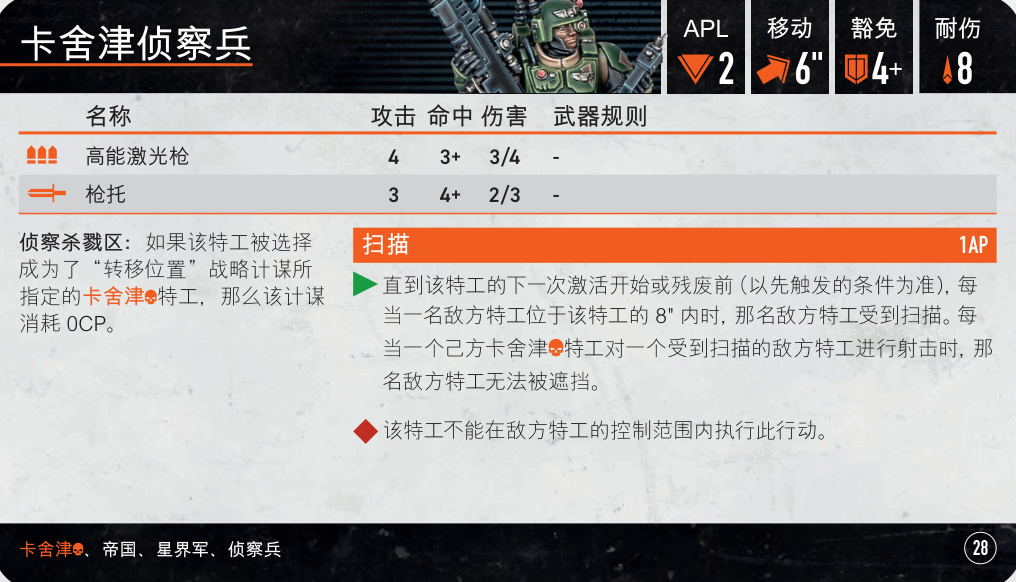 卡舍津侦察兵
APL 移动 豁免 耐伤
2 6" 4+ 8
名称 攻击 命中 伤害 武器规则
高能激光枪 4 3+ 3/4 -
枪托 3 4+ 2/3 -
侦察杀戮区：如果该特工被选择
成为了“转移位置”战略计谋所
指定的卡舍津特工，那么该计谋
消耗 0CP。
扫描 1AP
直到该特工的下一次激活开始或残废前（以先触发的条件为准），每
当一名敌方特工位于该特工的 8" 内时，那名敌方特工受到扫描。每
当一个己方卡舍津特工对一个受到扫描的敌方特工进行射击时，那
名敌方特工无法被遮挡。
该特工不能在敌方特工的控制范围内执行此行动。
卡舍津、帝国、星界军、侦察兵
28